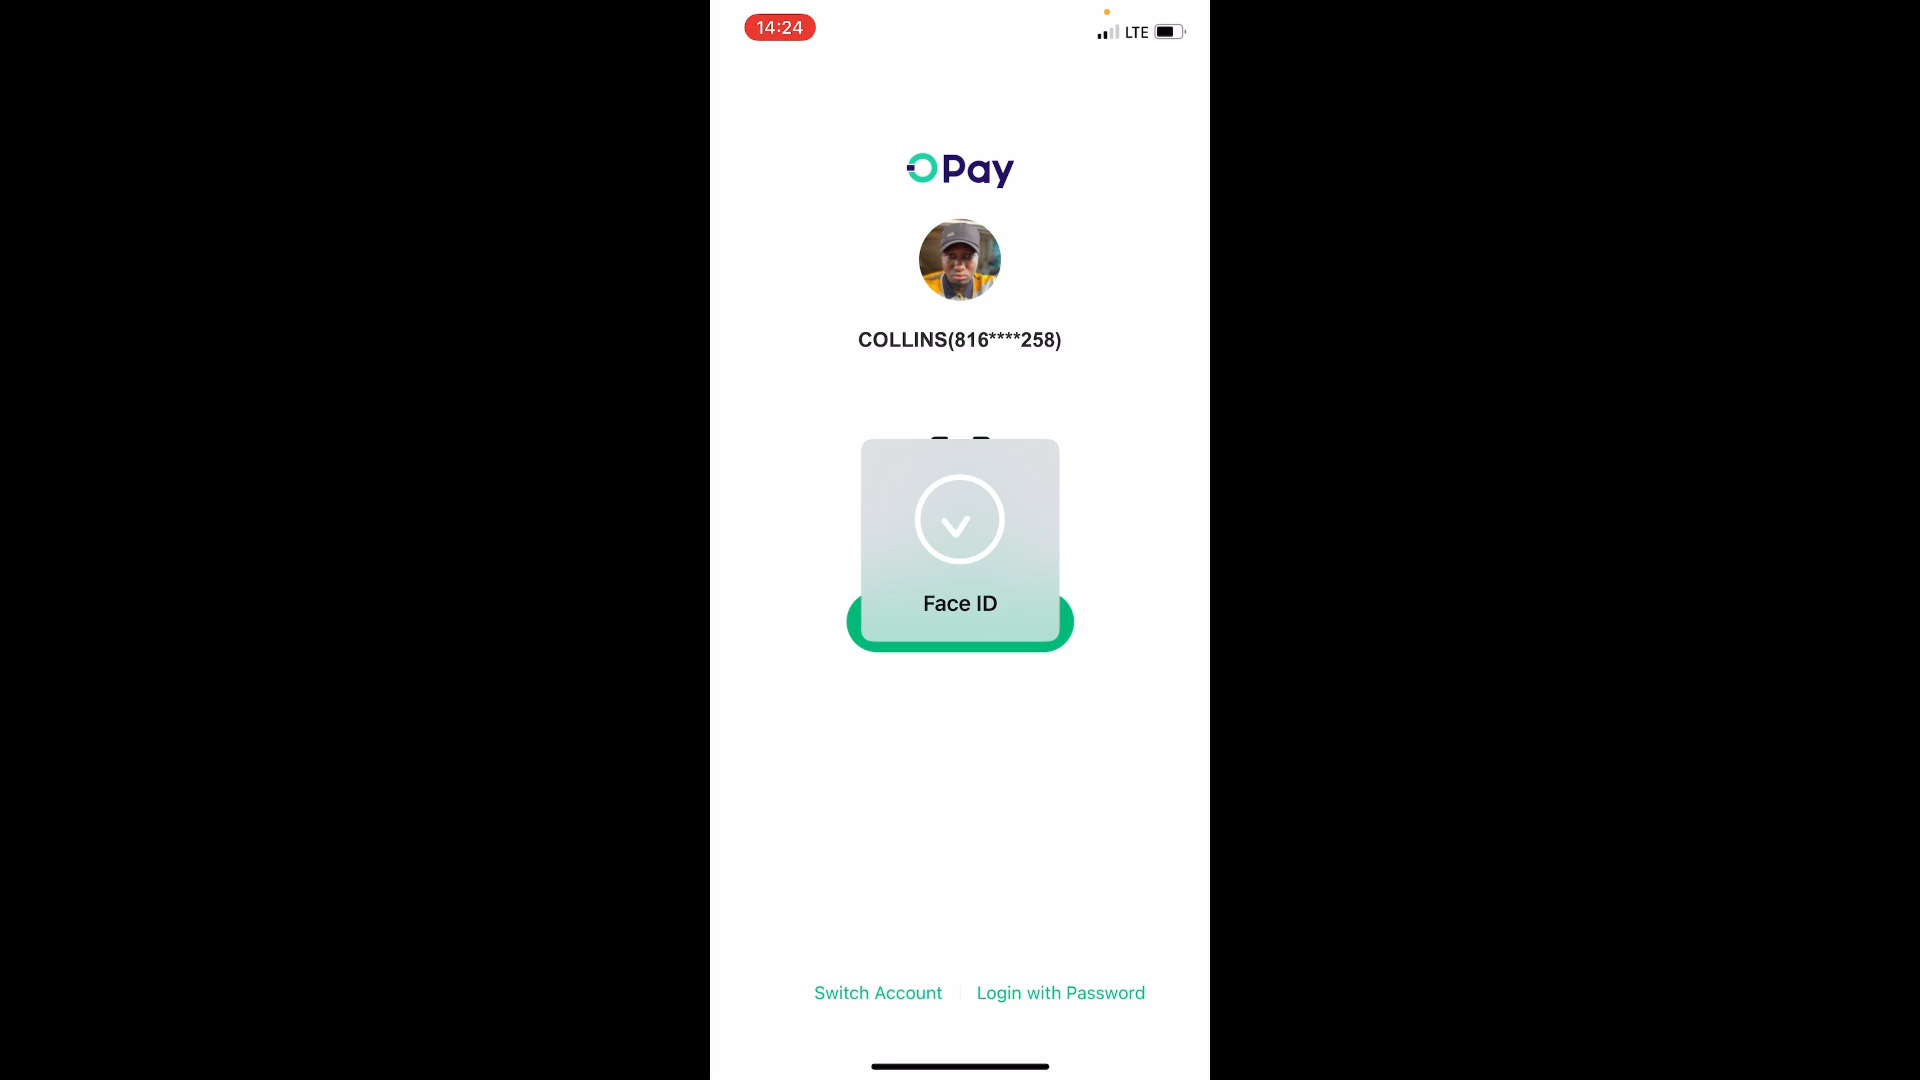 14:24
LTE
OPay
COLLINS(816****258)
Face ID
Switch Account
Login with Password